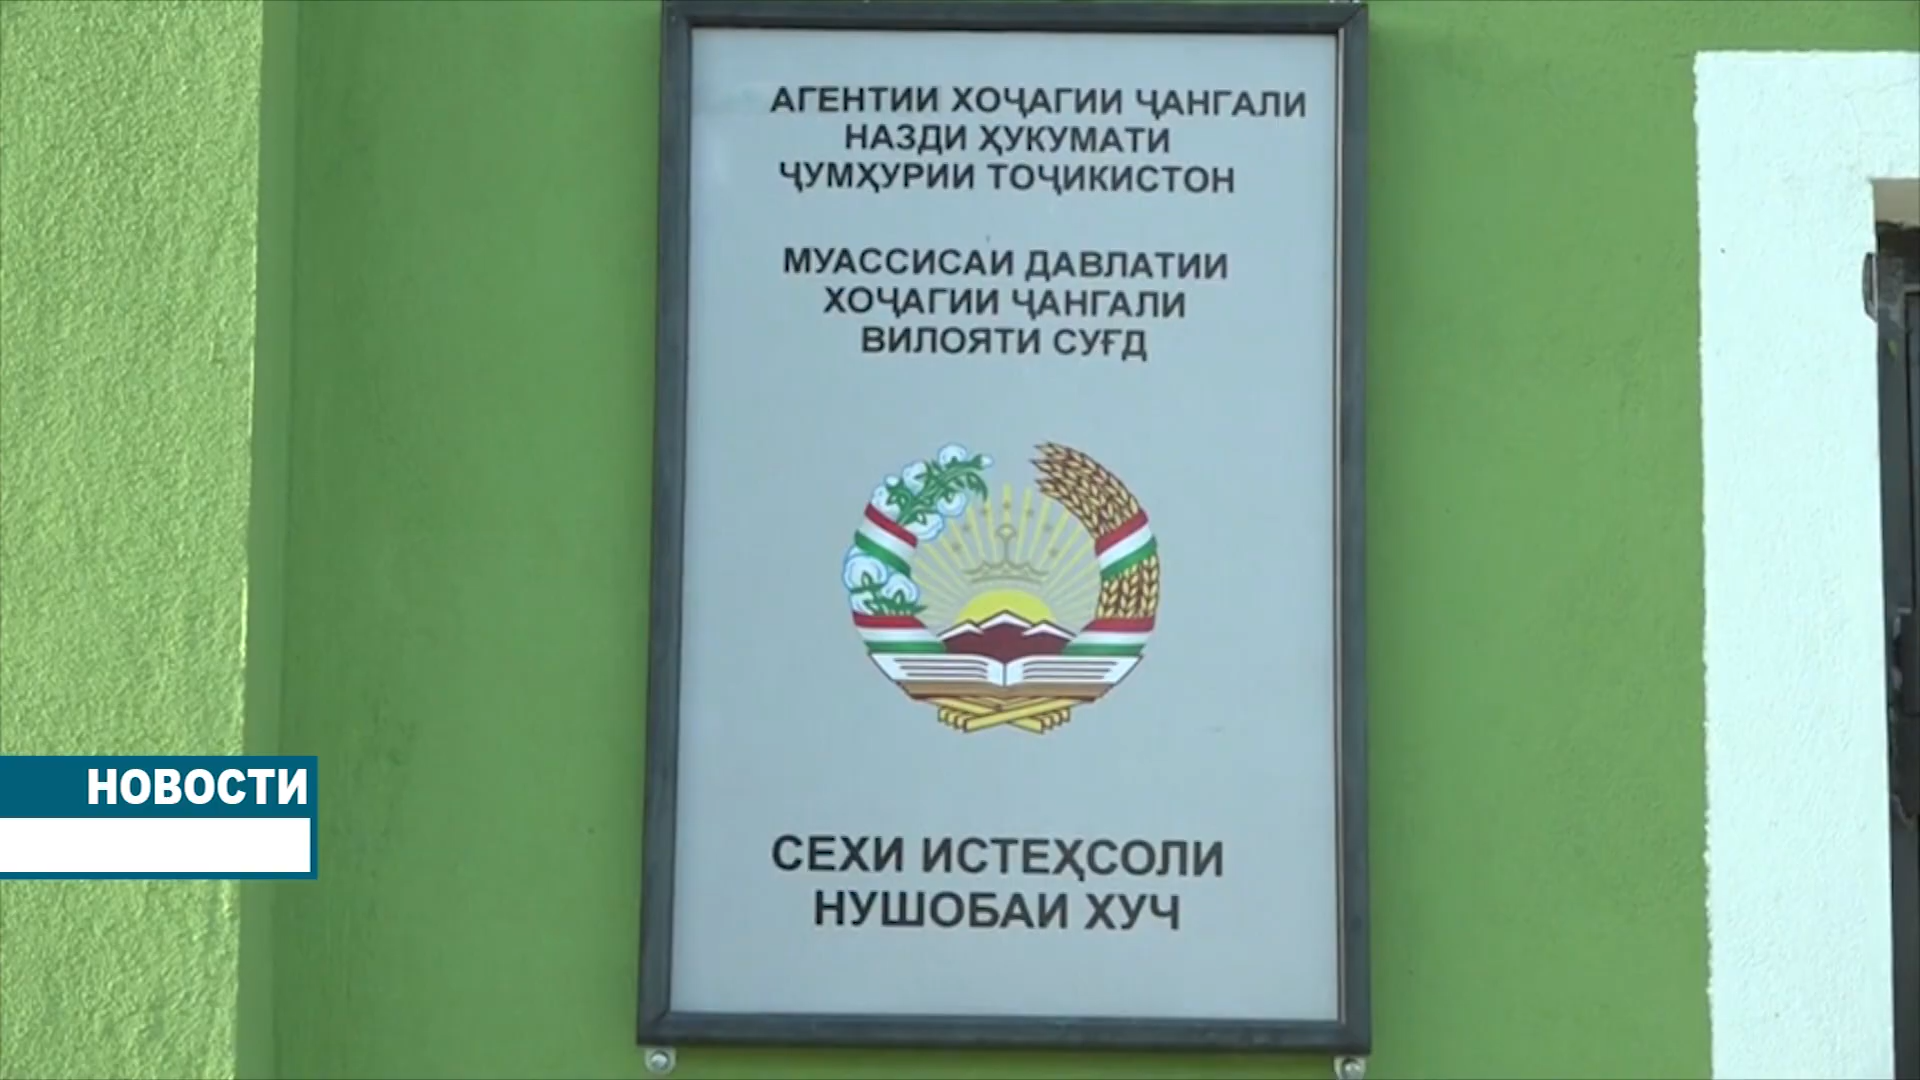 АГЕНТИИ ХОҶАГИИ ҶАНГАЛИ
НАЗДИ ҲУКУМАТИ
ҶУМҲУРИИ ТОҶИКИСТОН
МУАССИСАИ ДАВЛАТИИ
ХОҶАГИИ ҶАНГАЛИ
ВИЛОЯТИ СУҒД
СЕХИ ИСТЕҲСОЛИ
НУШОБАИ ХУЧ
НОВОСТИ